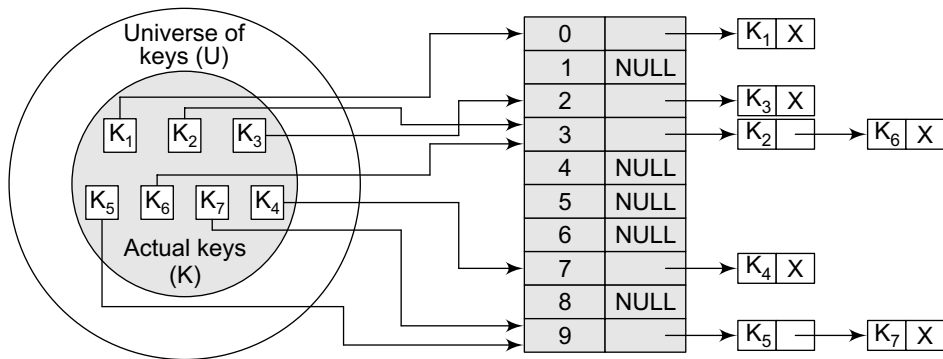 Universe of
keys (U)
K1 K2 K3
K5 K6 K7 K4
Actual keys
(K)
0
1 NULL
2
3
4 NULL
5 NULL
6 NULL
7
8 NULL
9
K1 X
K3 X
K2 K6 X
K4 X
K5 K7 X